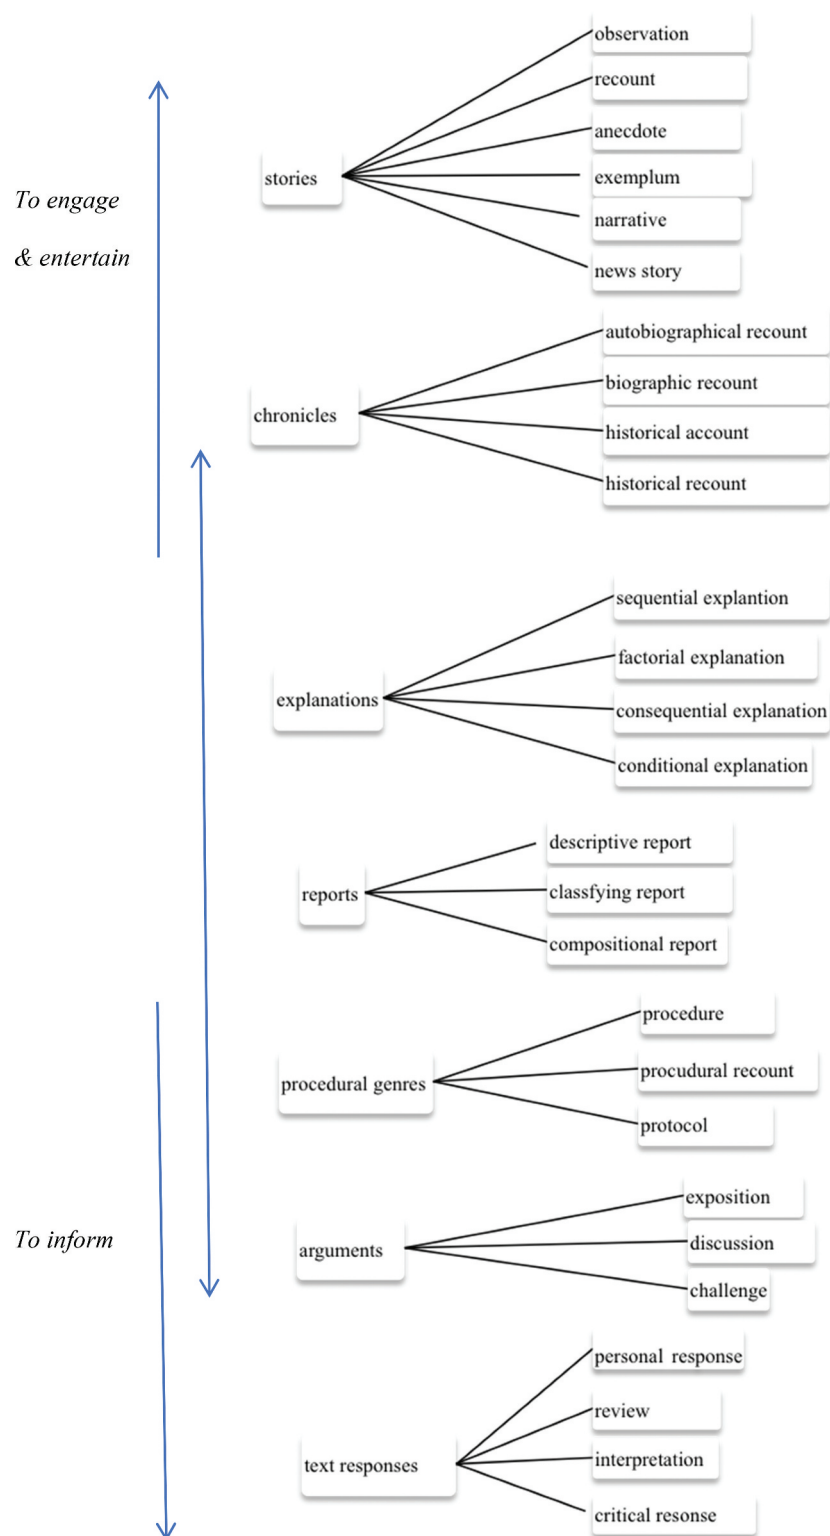 observation
recount
anecdote
stories
exemplum
To engage
narrative
& entertain
news story
autobiographical recount
biographic recount
chronicles
historical account
historical recount
sequential explantion
factorial explanation
explanations
consequential explanation
conditional explanation
descriptive report
reports
classfying report
compositional report
procedure
procedural genres
procudural recount
protocol
exposition
To inform
arguments
discussion
challenge
personal response
review
text responses
interpretation
critical resonse